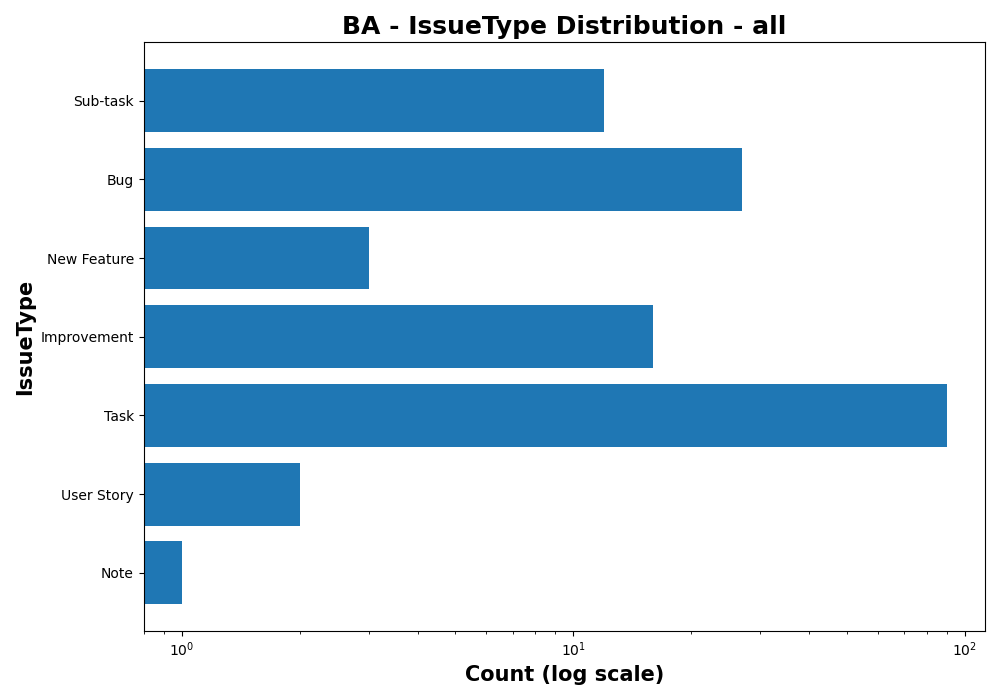 BA - IssueType Distribution - all
IssueType
Sub-task
Bug
New Feature
Improvement
Task
User Story
Note
10⁰
10¹
10²
Count (log scale)